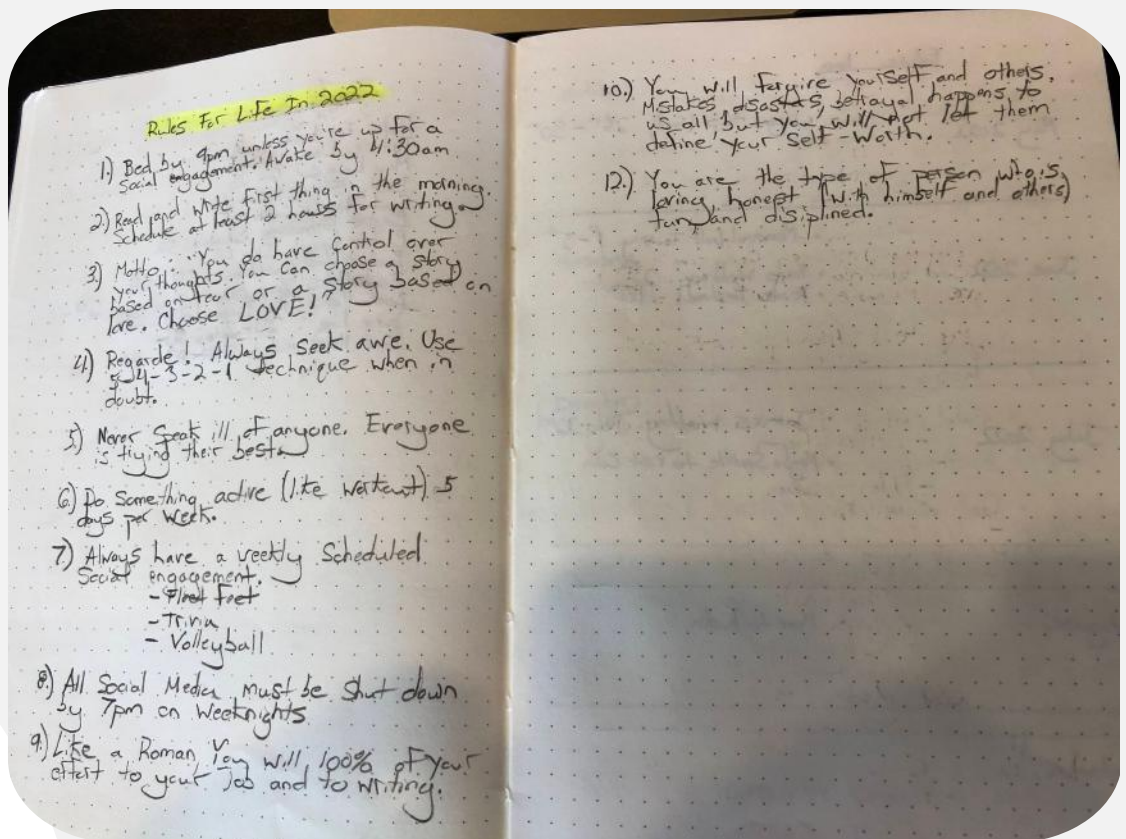 Rules For Life In 2022
1.) Bed by 9pm unless you're up for a
Social engagement. Awake by 4:30am
2.) Read and write first thing in the morning.
Schedule at least 2 hours for writing.
3.) Motto: "You do have control over
your thoughts. You can choose a story
based on fear or a story based on
love. Choose LOVE!"
4.) Regarde! Always seek awe. Use
5-4-3-2-1 technique when in
doubt.
5.) Never speak ill of anyone. Everyone
is trying their best.
6.) Do Something active (like workout) 5
days per week.
7.) Always have a weekly Scheduled
Social engagement.
- Fleet Feet
- Trivia
- Volleyball
8.) All Social Media must be shut down
by 7pm on Weeknights
9.) Like a Roman, You will 100% of your
effort to your Job and to writing.
10.) You will forgive yourself and others.
Mistakes, disasters, betrayal happens to
us all, but you will not let them
define your Self-Worth.
12.) You are the type of person who is
loving, honest (with himself and others)
fun, and disiplined.